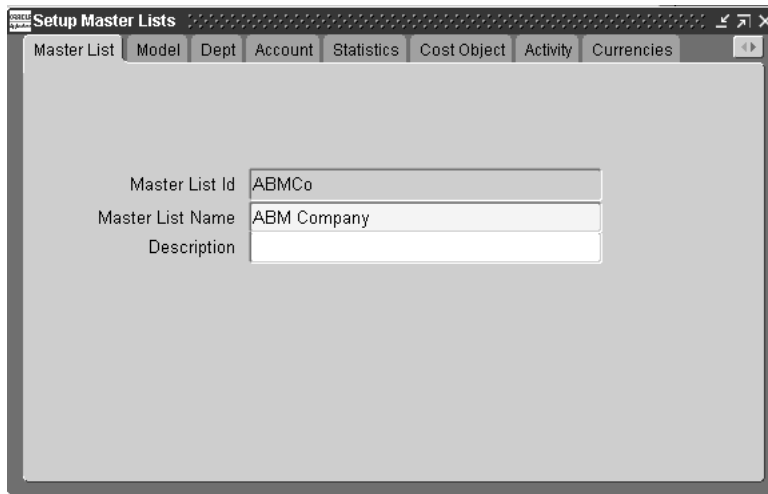 ORACLE
Setup Master Lists
Master List Model Dept Account Statistics Cost Object Activity Currencies
Master List Id ABMCo
Master List Name ABM Company
Description